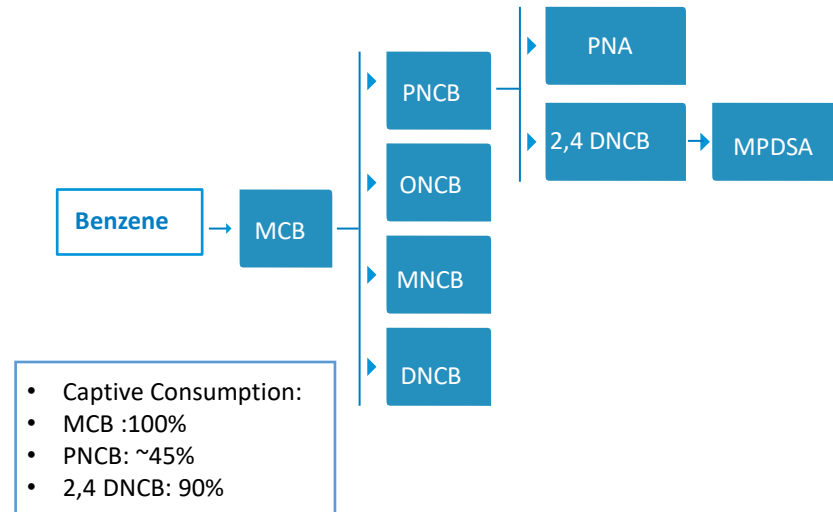 PNA
PNCB
2,4 DNCB
MPDSA
ONCB
Benzene
MCB
MNCB
DNCB
• Captive Consumption:
• MCB :100%
• PNCB: ~45%
• 2,4 DNCB: 90%